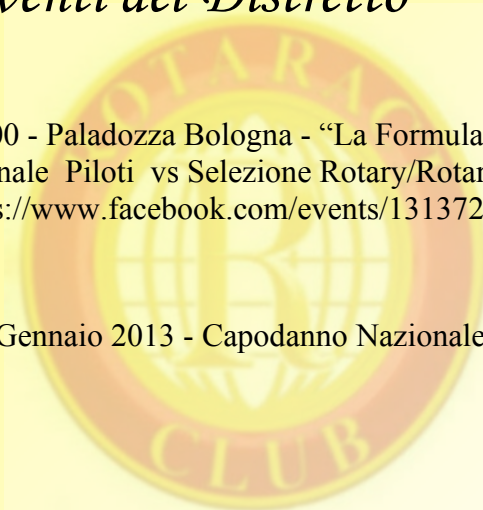 venti del Distretto
00 - Paladozza Bologna - “La Formula
nale Piloti vs Selezione Rotary/Rotar
s://www.facebook.com/events/131372
Gennaio 2013 - Capodanno Nazionale
ROTARAC
CLUB